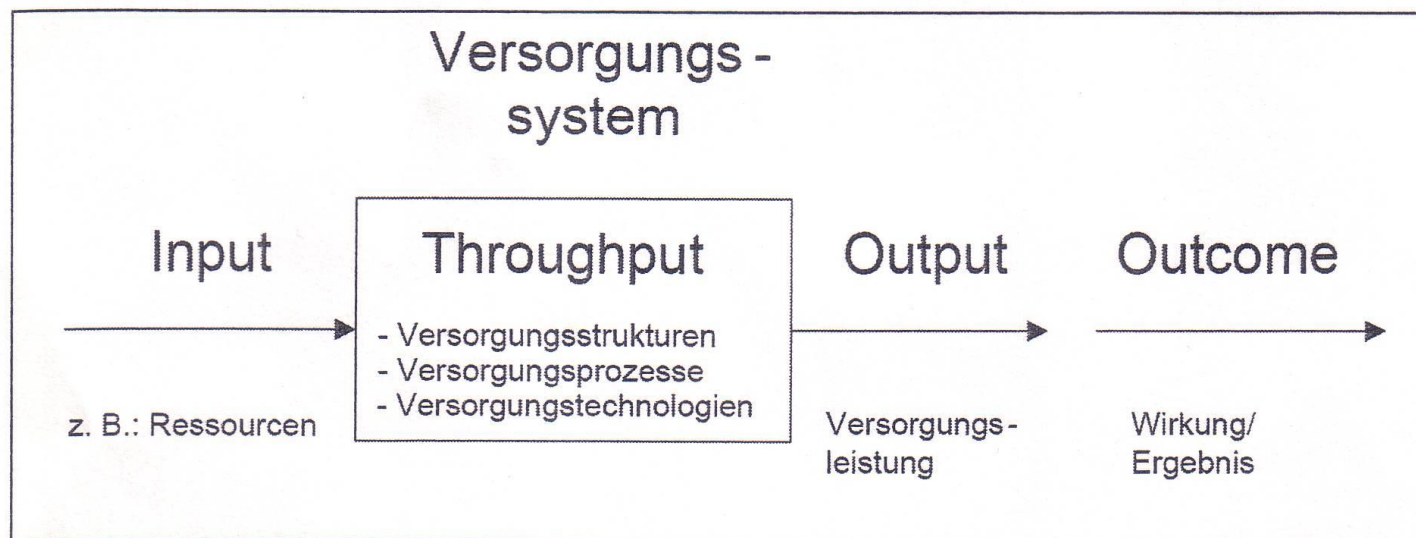 Versorgungs -
system
Input
Throughput
Output
Outcome
- Versorgungsstrukturen
- Versorgungsprozesse
- Versorgungstechnologien
z. B.: Ressourcen
Versorgungs-
leistung
Wirkung/
Ergebnis